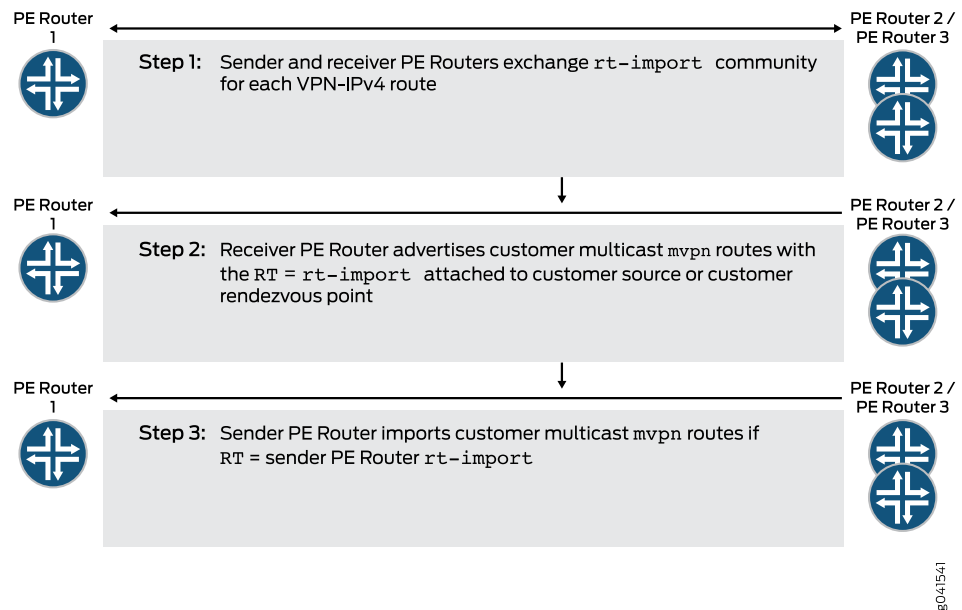 PE Router
1
PE Router 2 /
PE Router 3
Step 1: Sender and receiver PE Routers exchange rt-import community
for each VPN-IPv4 route
PE Router
1
PE Router 2 /
PE Router 3
Step 2: Receiver PE Router advertises customer multicast mvpn routes with
the RT = rt-import attached to customer source or customer
rendezvous point
PE Router
1
PE Router 2 /
PE Router 3
Step 3: Sender PE Router imports customer multicast mvpn routes if
RT = sender PE Router rt-import
g041541